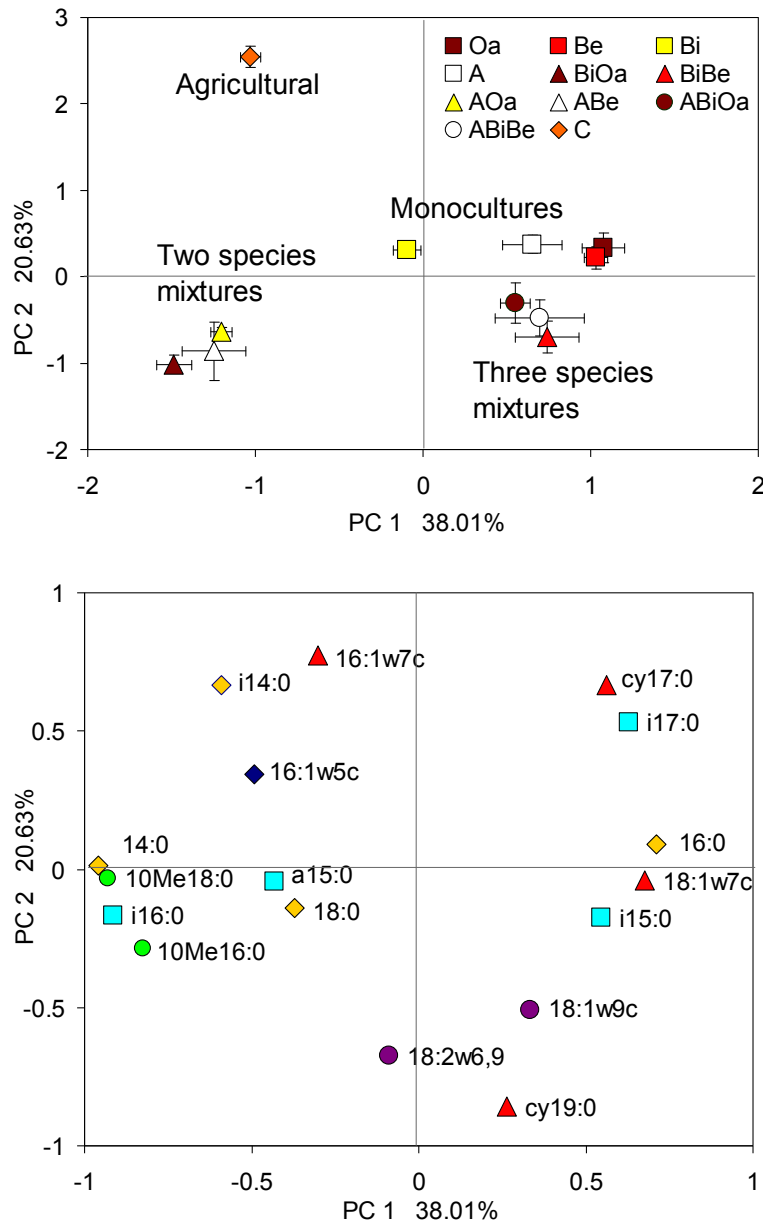 3
2
1
0
-1
-2
PC 2 20.63%
Oa Be Bi
A BiOa BiBe
AOa ABe ABiOa
ABiBe C
Agricultural
Monocultures
Two species
mixtures
Three species
mixtures
-2 -1 0 1 2
PC 1 38.01%
1
0.5
0
-0.5
-1
PC 2 20.63%
16:1w7c
i14:0
cy17:0
i17:0
16:1w5c
14:0
16:0
10Me18:0
a15:0
18:1w7c
i16:0
18:0
i15:0
10Me16:0
18:1w9c
18:2w6,9
cy19:0
-1 -0.5 0 0.5 1
PC 1 38.01%